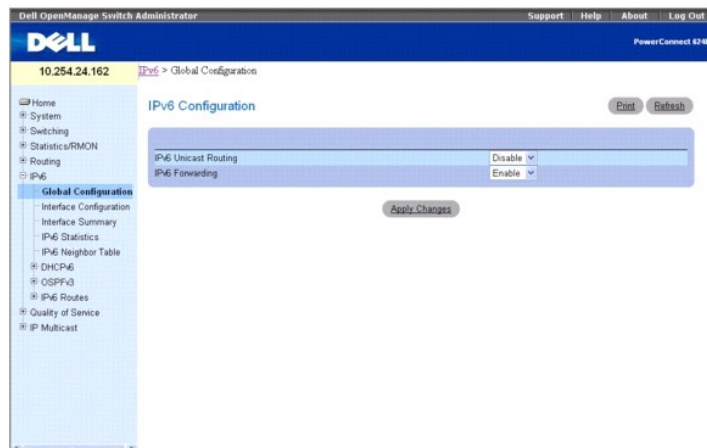 Dell OpenManage Switch Administrator Support Help About Log Out
DELL
PowerConnect 624
10.254.24.162
IPv6 > Global Configuration
Home
System
Switching
Statistics/RMON
Routing
IPv6
Global Configuration
Interface Configuration
Interface Summary
IPv6 Statistics
IPv6 Neighbor Table
DHCPv6
OSPFv3
IPv6 Routes
Quality of Service
IP Multicast
IPv6 Configuration
Print Refresh
IPv6 Unicast Routing Disable
IPv6 Forwarding Enable
Apply Changes